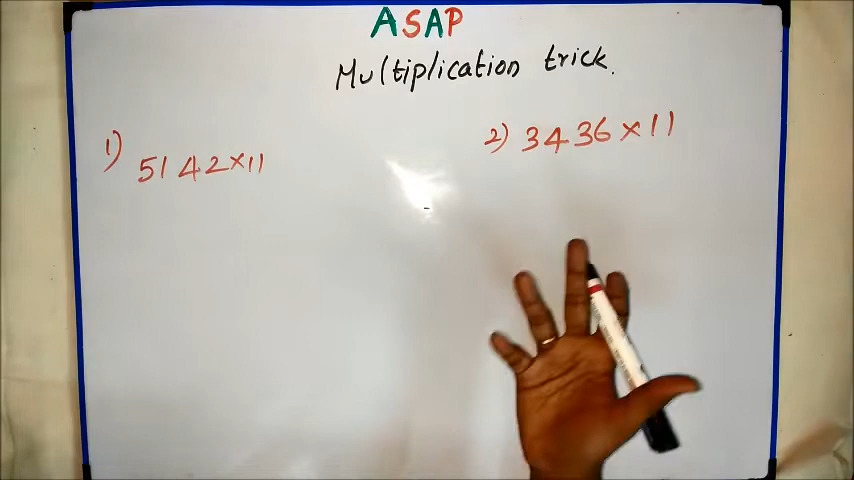 ASAP
Multiplication trick.
1) 5142×11
2) 3436×11